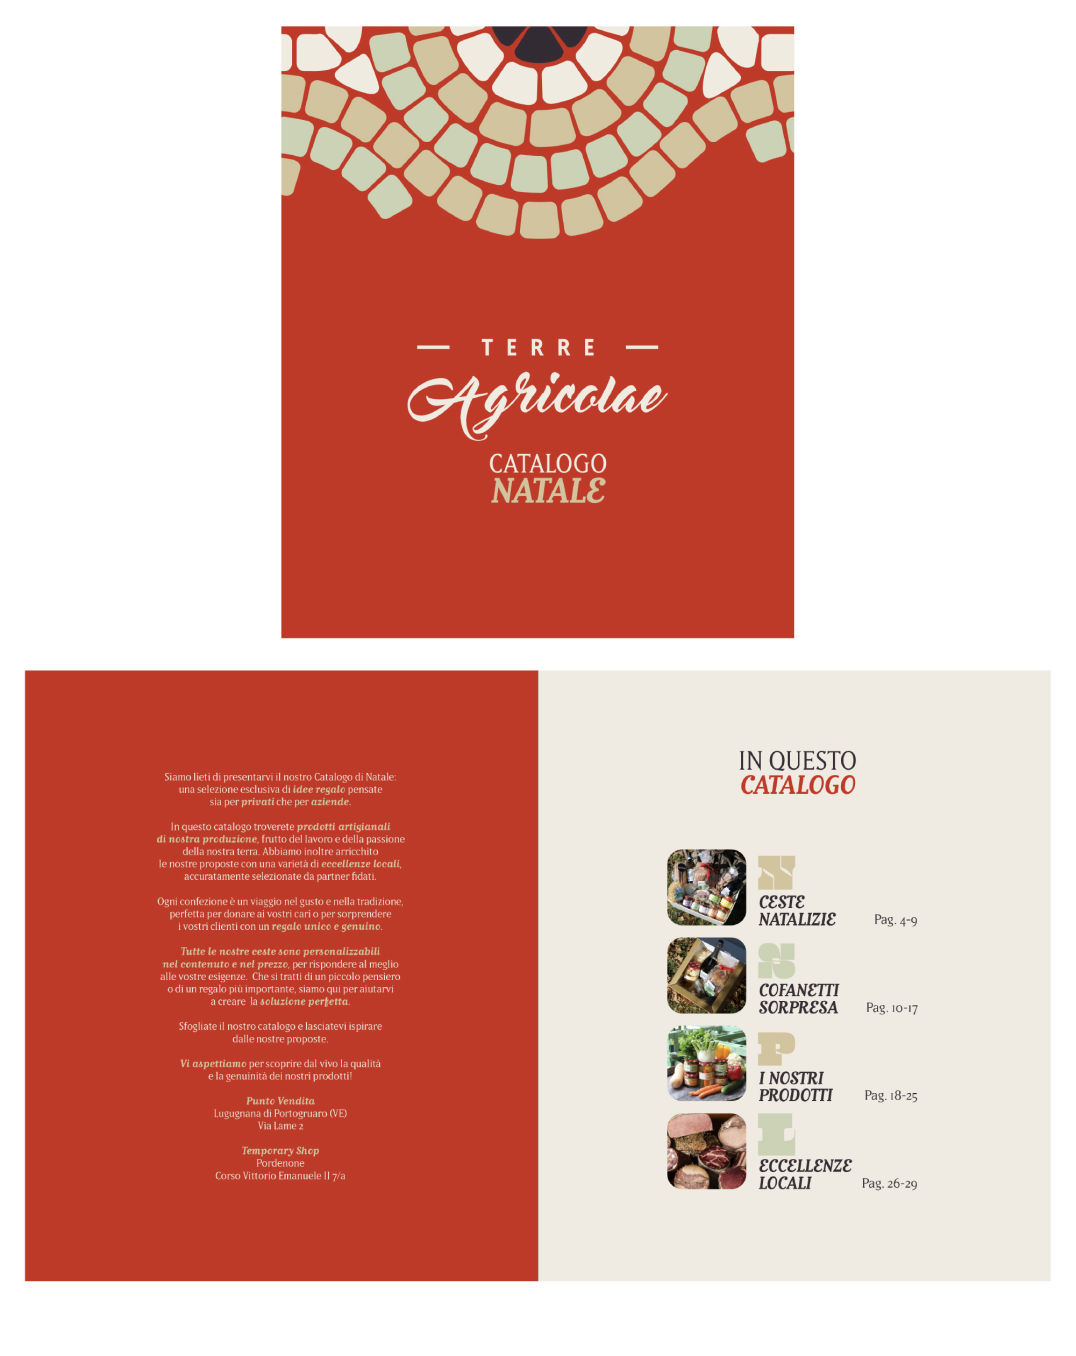 TERRE
Agricolae
CATALOGO
NATALE
Siamo lieti di presentarvi il nostro Catalogo di Natale:
una selezione esclusiva di idee regalo pensate
sia per privati che per aziende.
In questo catalogo troverete prodotti artigianali
di nostra produzione, frutto del lavoro e della passione
della nostra terra. Abbiamo inoltre arricchito
le nostre proposte con una varietà di eccellenze locali,
accuratamente selezionate da partner fidati.
Ogni confezione è un viaggio nel gusto e nella tradizione,
perfetta per donare ai vostri cari o per sorprendere
i vostri clienti con un regalo unico e genuino.
Tutte le nostre ceste sono personalizzabili
nel contenuto e nel prezzo, per rispondere al meglio
alle vostre esigenze. Che si tratti di un piccolo pensiero
o di un regalo più importante, siamo qui per aiutarvi
a creare la soluzione perfetta.
Sfogliate il nostro catalogo e lasciatevi ispirare
dalle nostre proposte.
Vi aspettiamo per scoprire dal vivo la qualità
e la genuinità dei nostri prodotti!
Punto Vendita
Lugugnana di Portogruaro (VE)
Via Lame 2
Temporary Shop
Pordenone
Corso Vittorio Emanuele II 7/a
IN QUESTO
CATALOGO
N
CESTE
NATALIZIE Pag. 4-9
S
COFANETTI
SORPRESA Pag. 10-17
P
I NOSTRI
PRODOTTI Pag. 18-25
L
ECCELLENZE
LOCALI Pag. 26-29